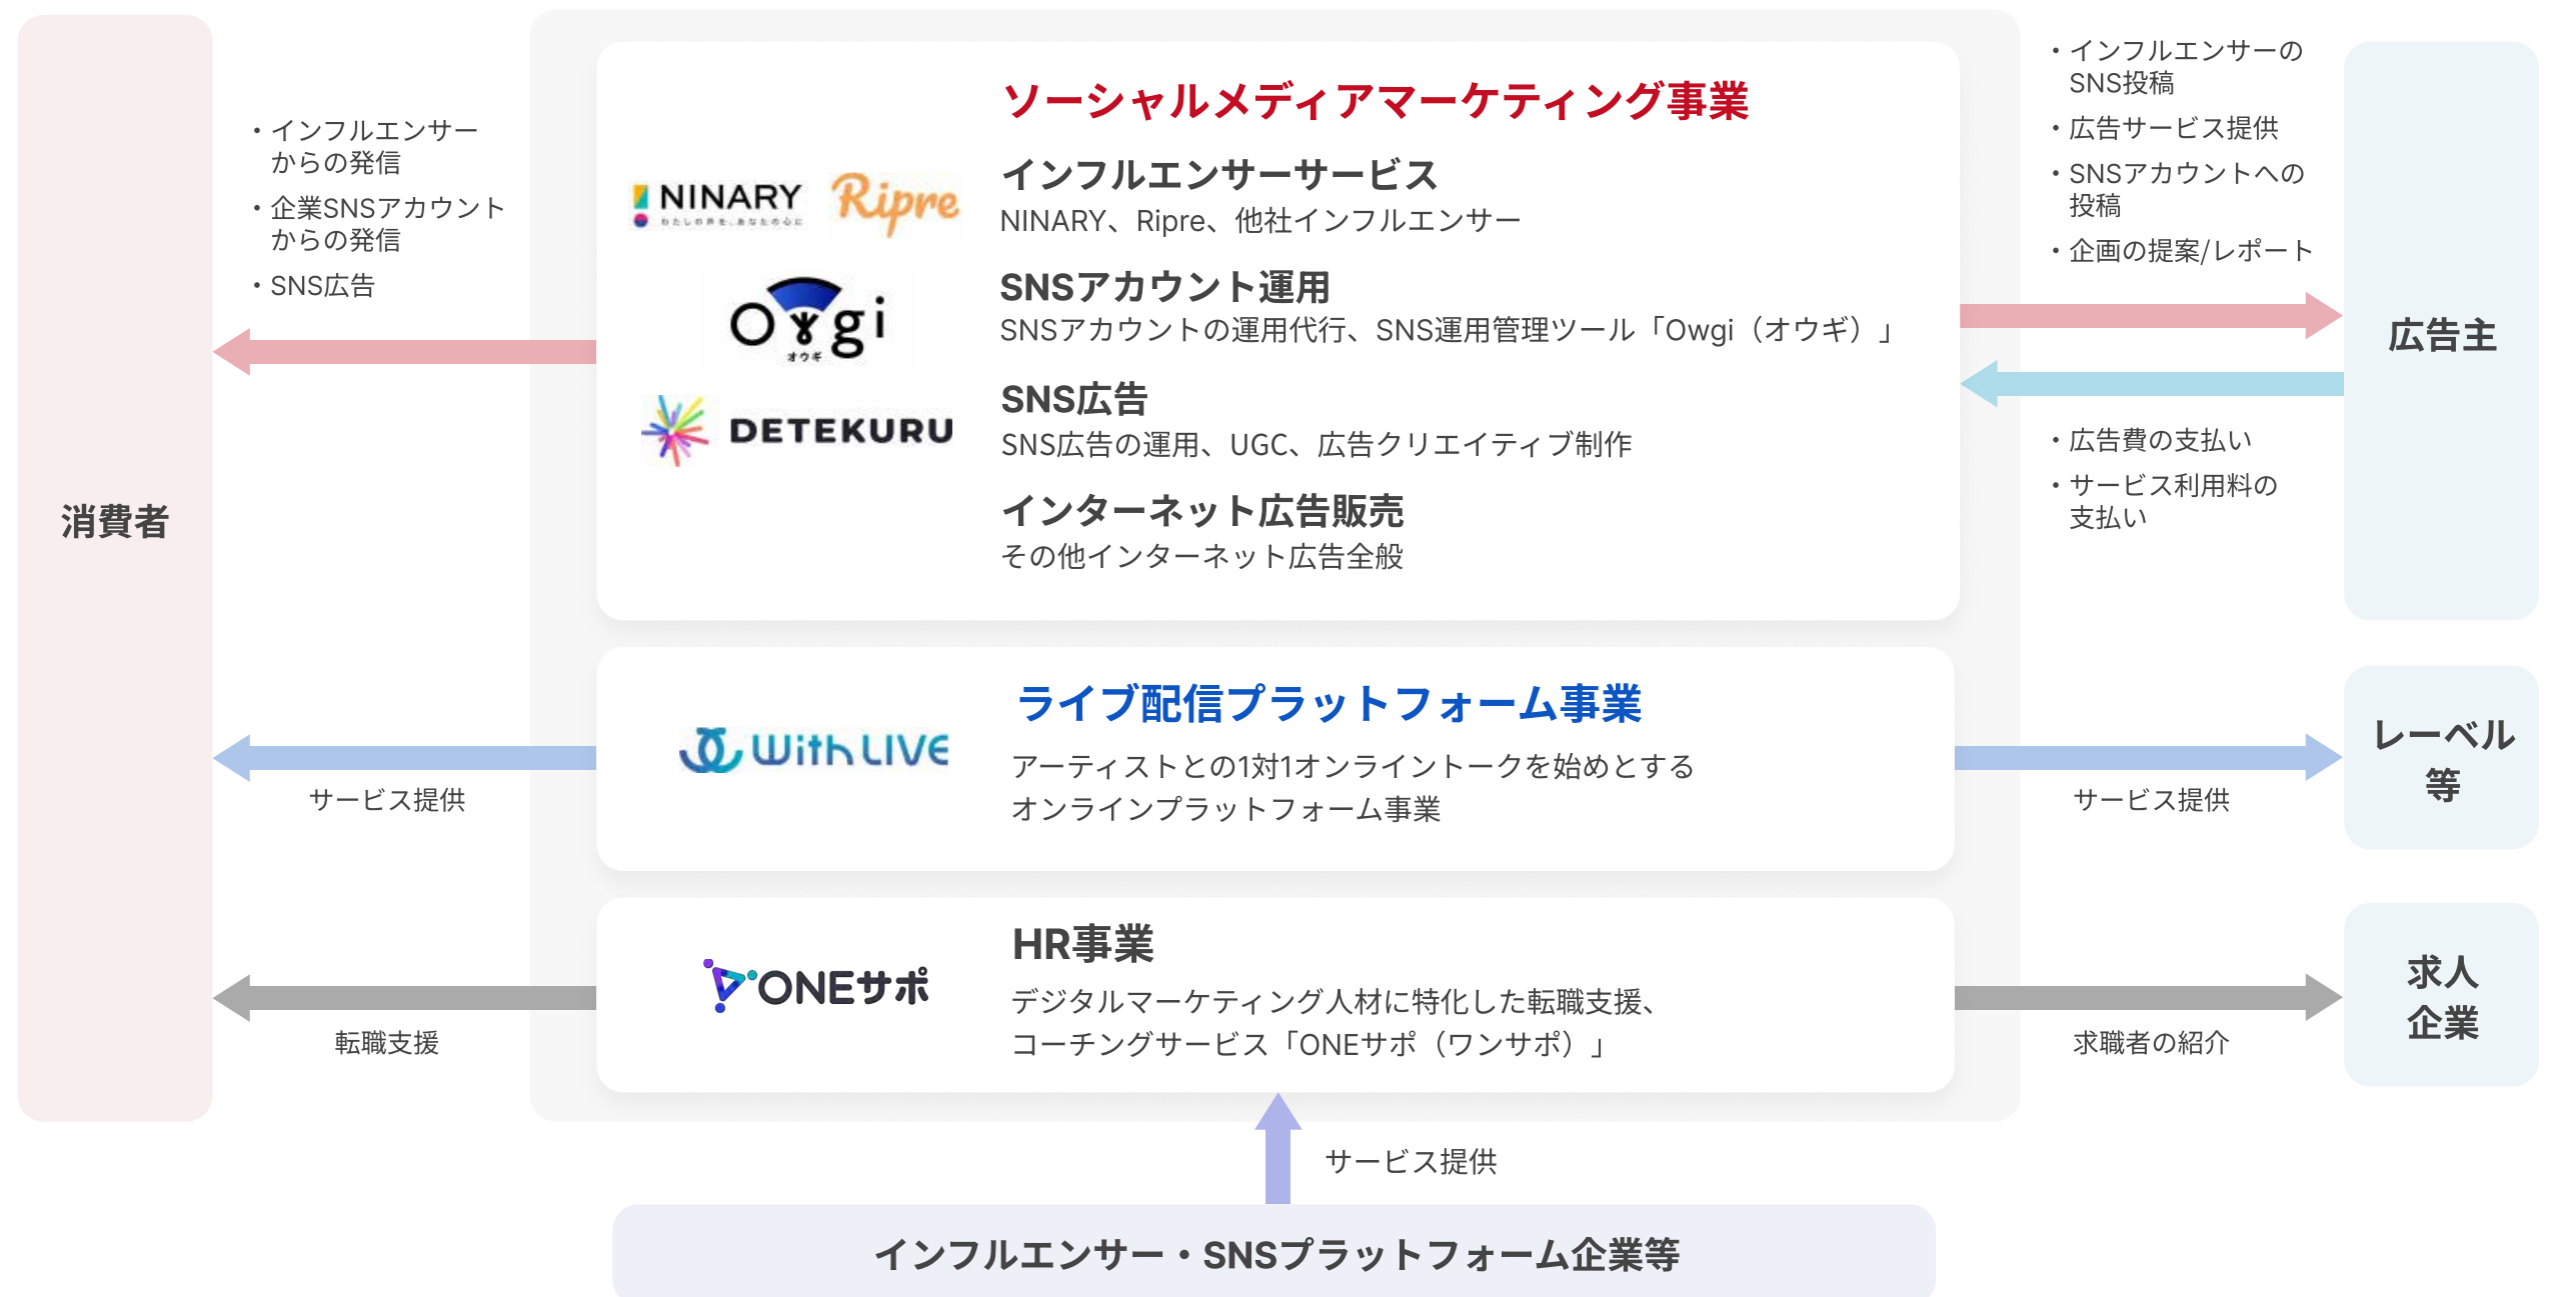 消費者
・インフルエンサー
からの発信
・企業SNSアカウント
からの発信
・SNS広告
サービス提供
転職支援
ソーシャルメディアマーケティング事業
NINARY
わたしの声を、あなたの心に
Ripre
インフルエンサーサービス
NINARY、Ripre、他社インフルエンサー
Owgi
オウギ
SNSアカウント運用
SNSアカウントの運用代行、SNS運用管理ツール「Owgi（オウギ）」
DETEKURU
SNS広告
SNS広告の運用、UGC、広告クリエイティブ制作
インターネット広告販売
その他インターネット広告全般
WithLIVE
ライブ配信プラットフォーム事業
アーティストとの1対1オンライントークを始めとする
オンラインプラットフォーム事業
ONEサポ
HR事業
デジタルマーケティング人材に特化した転職支援、
コーチングサービス「ONEサポ（ワンサポ）」
・インフルエンサーの
SNS投稿
・広告サービス提供
・SNSアカウントへの
投稿
・企画の提案/レポート
・広告費の支払い
・サービス利用料の
支払い
広告主
サービス提供
レーベル
等
求職者の紹介
求人
企業
サービス提供
インフルエンサー・SNSプラットフォーム企業等